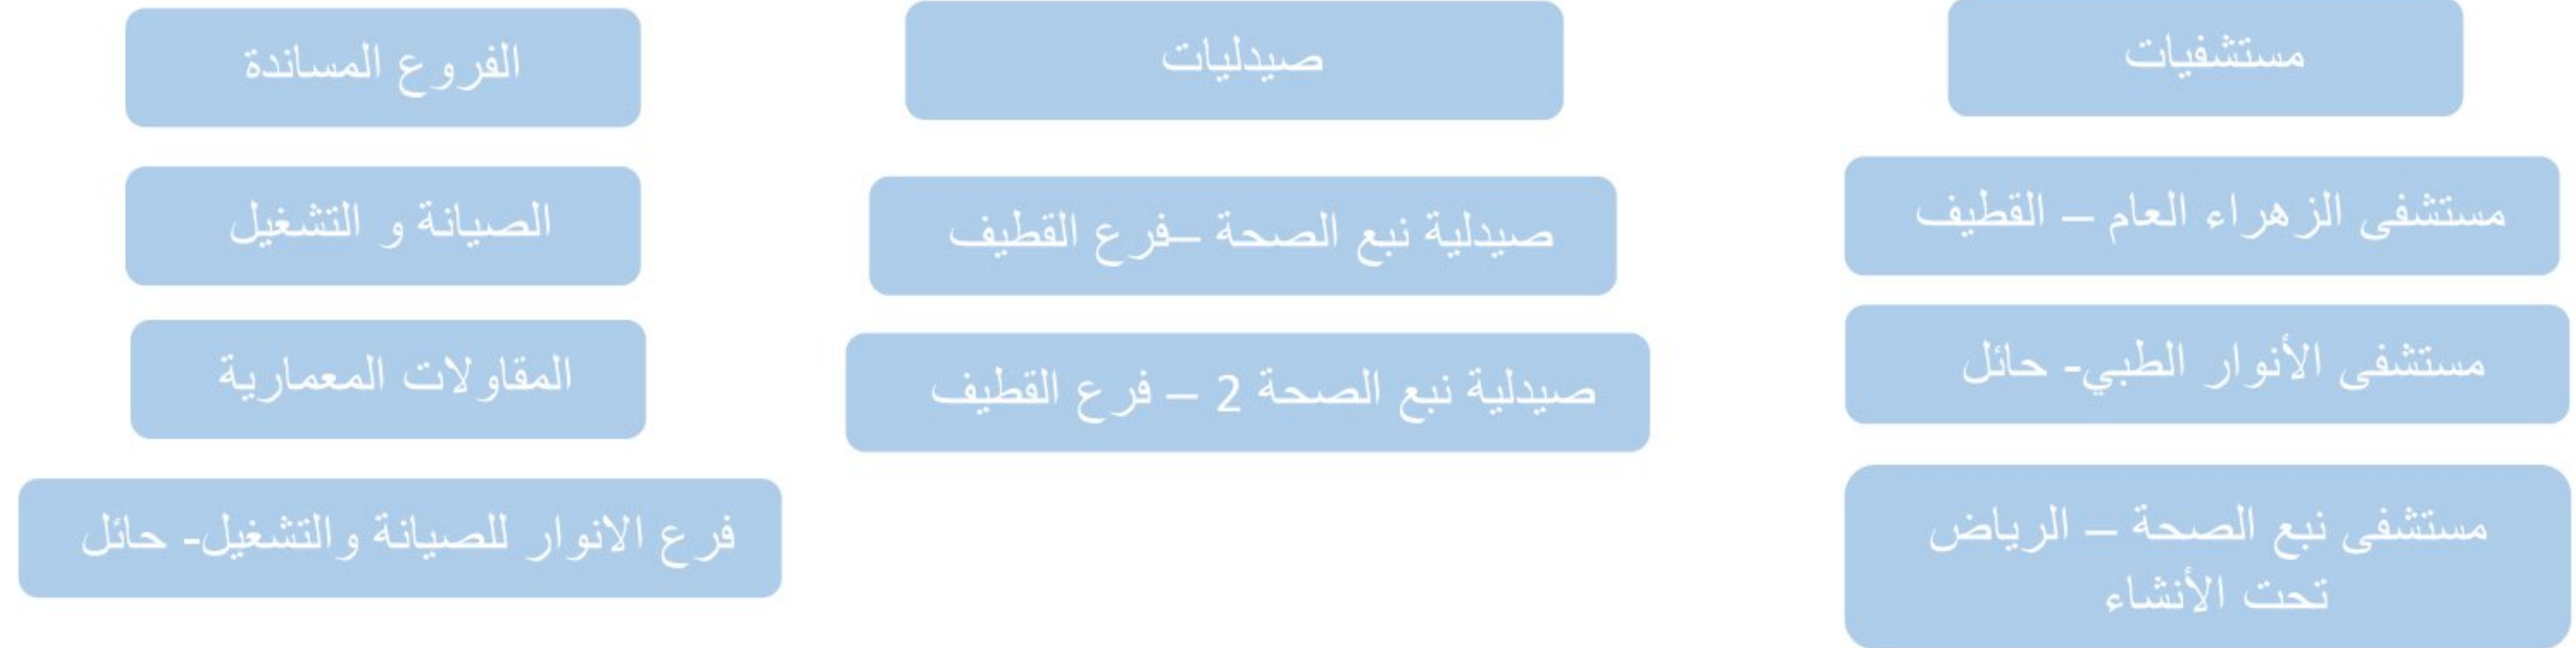 مستشفيات
مستشفى الزهراء العام – القطيف
مستشفى الأنوار الطبي- حائل
مستشفى نبع الصحة – الرياض
تحت الأنشاء
صيدليات
صيدلية نبع الصحة –فرع القطيف
صيدلية نبع الصحة 2 – فرع القطيف
الفروع المساندة
الصيانة و التشغيل
المقاولات المعمارية
فرع الانوار للصيانة والتشغيل- حائل